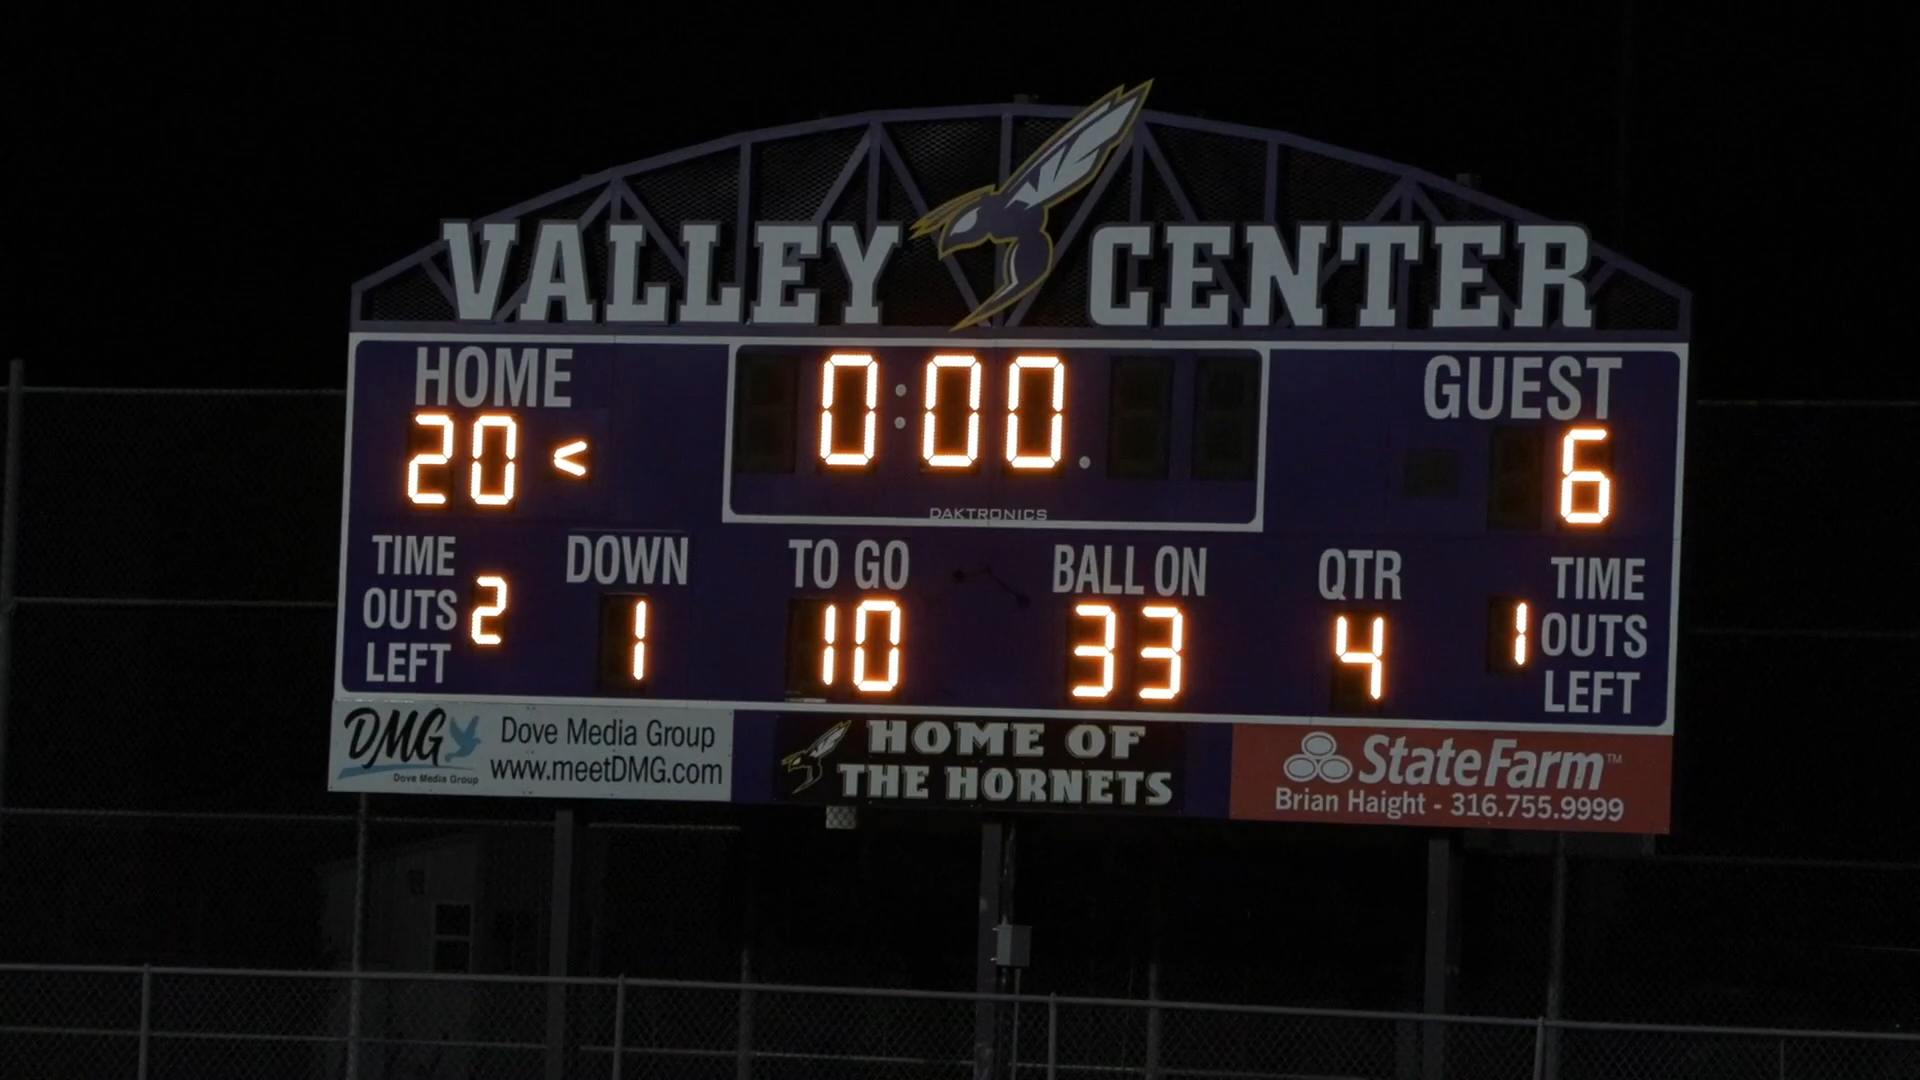 VALLEY CENTER
HOME
0:00.
GUEST
20 <
6
DAKTRONICS
TIME OUTS LEFT 2
DOWN
1
TO GO
10
BALL ON
33
QTR
4
1 TIME OUTS LEFT
DMG
Dove Media Group
Dove Media Group
www.meetDMG.com
HOME OF
THE HORNETS
StateFarm™
Brian Haight - 316.755.9999